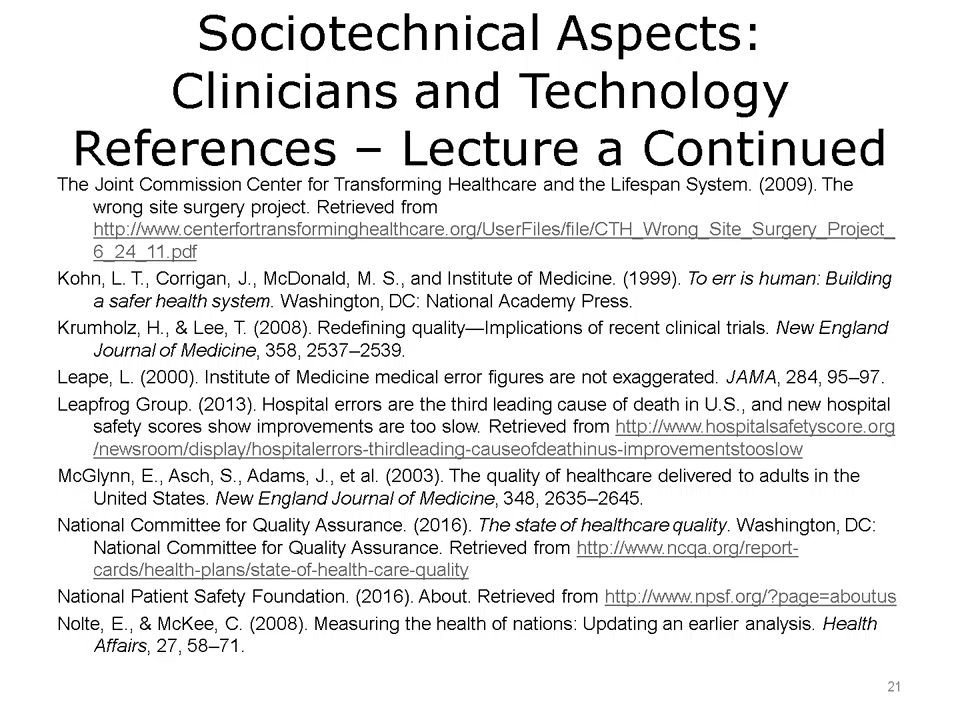 Sociotechnical Aspects:
Clinicians and Technology
References – Lecture a Continued
The Joint Commission Center for Transforming Healthcare and the Lifespan System. (2009). The
wrong site surgery project. Retrieved from
http://www.centerfortransforminghealthcare.org/UserFiles/file/CTH_Wrong_Site_Surgery_Project_
6_24_11.pdf
Kohn, L. T., Corrigan, J., McDonald, M. S., and Institute of Medicine. (1999). To err is human: Building
a safer health system. Washington, DC: National Academy Press.
Krumholz, H., & Lee, T. (2008). Redefining quality—Implications of recent clinical trials. New England
Journal of Medicine, 358, 2537–2539.
Leape, L. (2000). Institute of Medicine medical error figures are not exaggerated. JAMA, 284, 95–97.
Leapfrog Group. (2013). Hospital errors are the third leading cause of death in U.S., and new hospital
safety scores show improvements are too slow. Retrieved from http://www.hospitalsafetyscore.org
/newsroom/display/hospitalerrors-thirdleading-causeofdeathinus-improvementstooslow
McGlynn, E., Asch, S., Adams, J., et al. (2003). The quality of healthcare delivered to adults in the
United States. New England Journal of Medicine, 348, 2635–2645.
National Committee for Quality Assurance. (2016). The state of healthcare quality. Washington, DC:
National Committee for Quality Assurance. Retrieved from http://www.ncqa.org/report-
cards/health-plans/state-of-health-care-quality
National Patient Safety Foundation. (2016). About. Retrieved from http://www.npsf.org/?page=aboutus
Nolte, E., & McKee, C. (2008). Measuring the health of nations: Updating an earlier analysis. Health
Affairs, 27, 58–71.
21